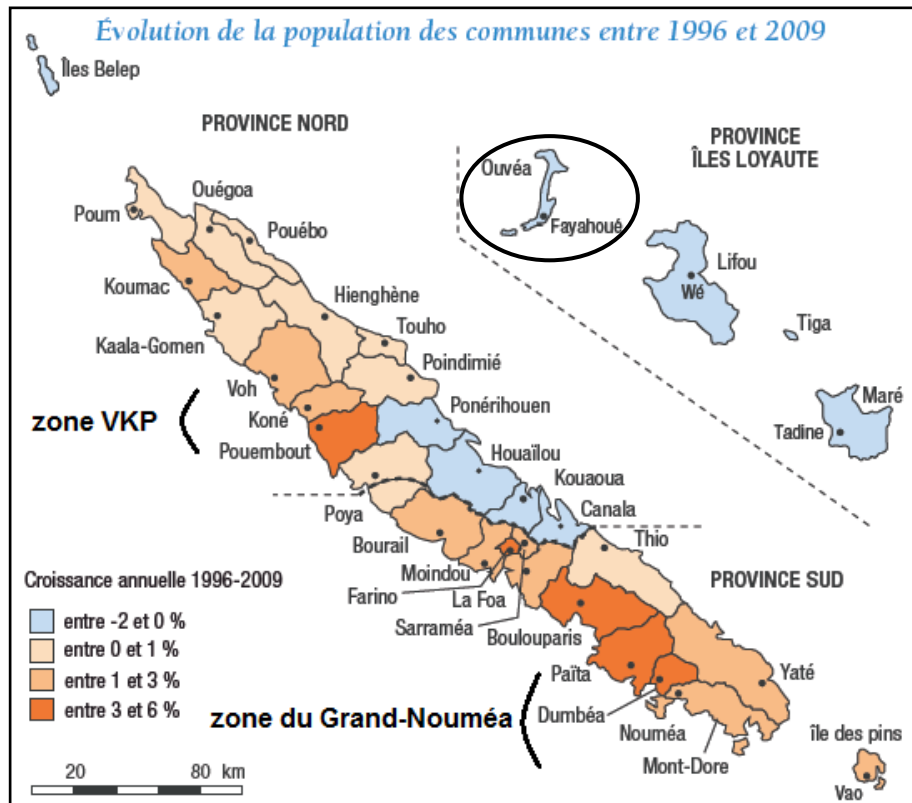 Évolution de la population des communes entre 1996 et 2009
Îles Belep
PROVINCE NORD
PROVINCE
ÎLES LOYAUTE
Ouvéa
Fayahoué
Ouégoa
Poum
Pouébo
Lifou
Wé
Koumac
Hienghène
Tiga
Touho
Kaala-Gomen
Poindimié
Voh
Maré
zone VKP
Koné
Ponérihouen
Tadine
Pouembout
Houaïlou
Kouaoua
Poya
Canala
Bourail
Thio
Croissance annuelle 1996-2009
Moindou
PROVINCE SUD
Farino
La Foa
entre -2 et 0 %
Sarraméa
entre 0 et 1 %
Boulouparis
entre 1 et 3 %
Païta
Yaté
entre 3 et 6 %
zone du Grand-Nouméa
Dumbéa
Nouméa
île des pins
Mont-Dore
20 80 km
Vao